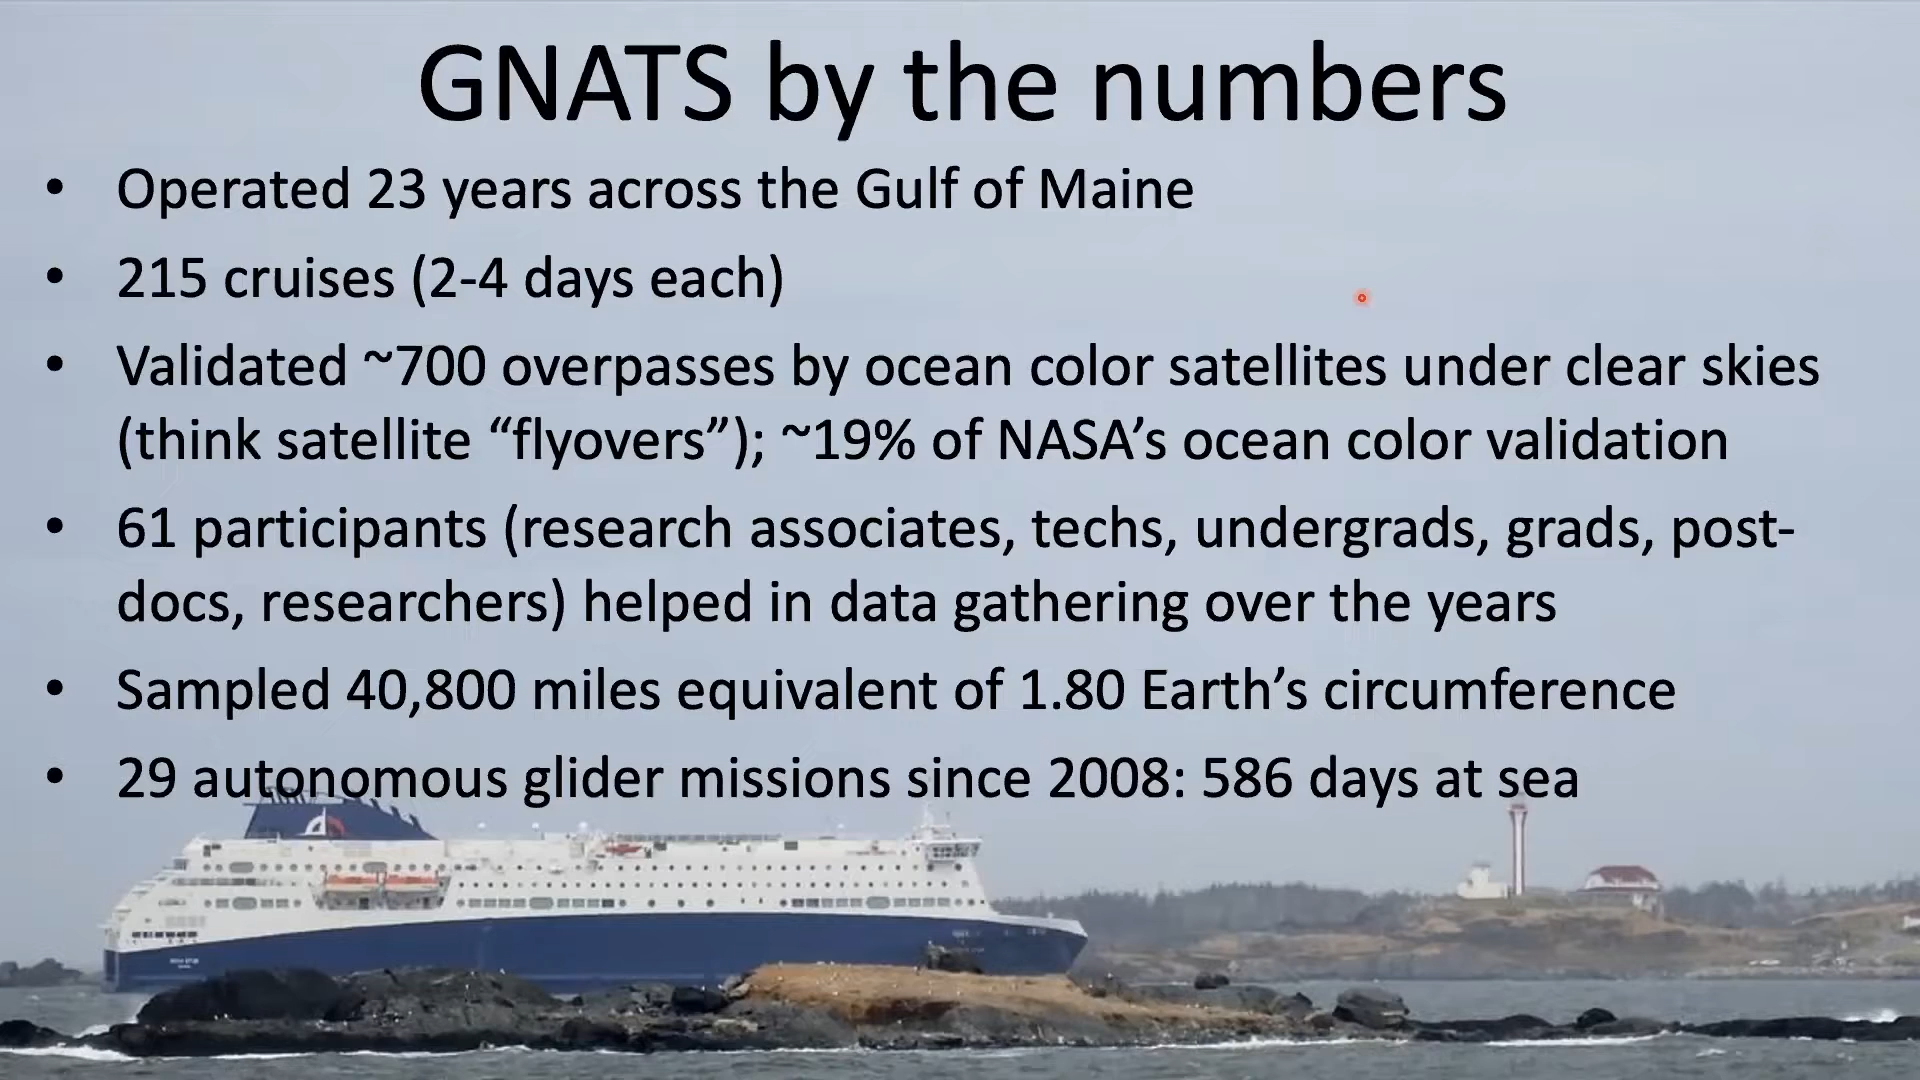 GNATS by the numbers
• Operated 23 years across the Gulf of Maine
• 215 cruises (2-4 days each)
• Validated ~700 overpasses by ocean color satellites under clear skies
(think satellite “flyovers”); ~19% of NASA’s ocean color validation
• 61 participants (research associates, techs, undergrads, grads, post-
docs, researchers) helped in data gathering over the years
• Sampled 40,800 miles equivalent of 1.80 Earth’s circumference
• 29 autonomous glider missions since 2008: 586 days at sea